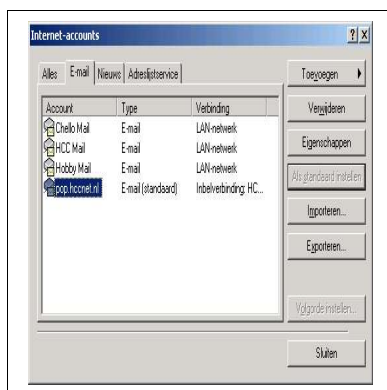 Internet-accounts
Alles E-mail Nieuws Adreslijstservice
Account Type Verbinding
Chello Mail E-mail LAN-netwerk
HCC Mail E-mail LAN-netwerk
Hobby Mail E-mail LAN-netwerk
pop.hccnet.nl E-mail (standaard) Inbelverbinding: HC...
Toevoegen
Verwijderen
Eigenschappen
Als standaard instellen
Importeren...
Exporteren...
Volgorde instellen...
Sluiten